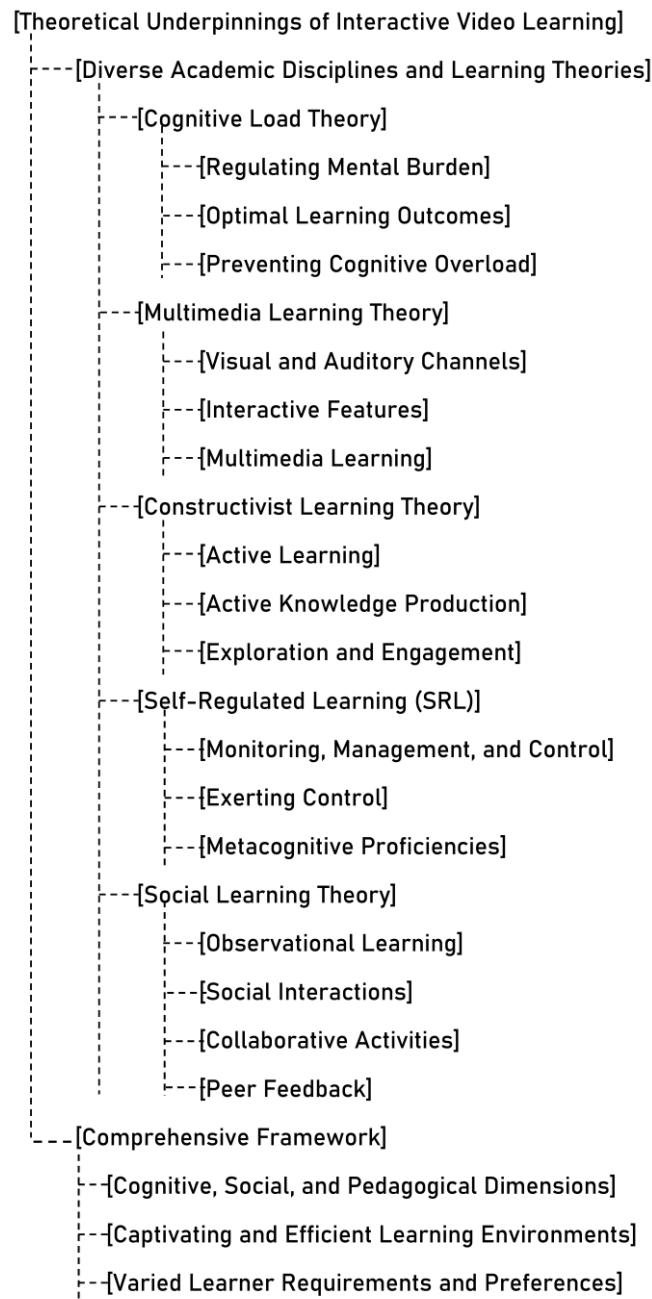 [Theoretical Underpinnings of Interactive Video Learning]
[Diverse Academic Disciplines and Learning Theories]
[Cognitive Load Theory]
[Regulating Mental Burden]
[Optimal Learning Outcomes]
[Preventing Cognitive Overload]
[Multimedia Learning Theory]
[Visual and Auditory Channels]
[Interactive Features]
[Multimedia Learning]
[Constructivist Learning Theory]
[Active Learning]
[Active Knowledge Production]
[Exploration and Engagement]
[Self-Regulated Learning (SRL)]
[Monitoring, Management, and Control]
[Exerting Control]
[Metacognitive Proficiencies]
[Social Learning Theory]
[Observational Learning]
[Social Interactions]
[Collaborative Activities]
[Peer Feedback]
[Comprehensive Framework]
[Cognitive, Social, and Pedagogical Dimensions]
[Captivating and Efficient Learning Environments]
[Varied Learner Requirements and Preferences]